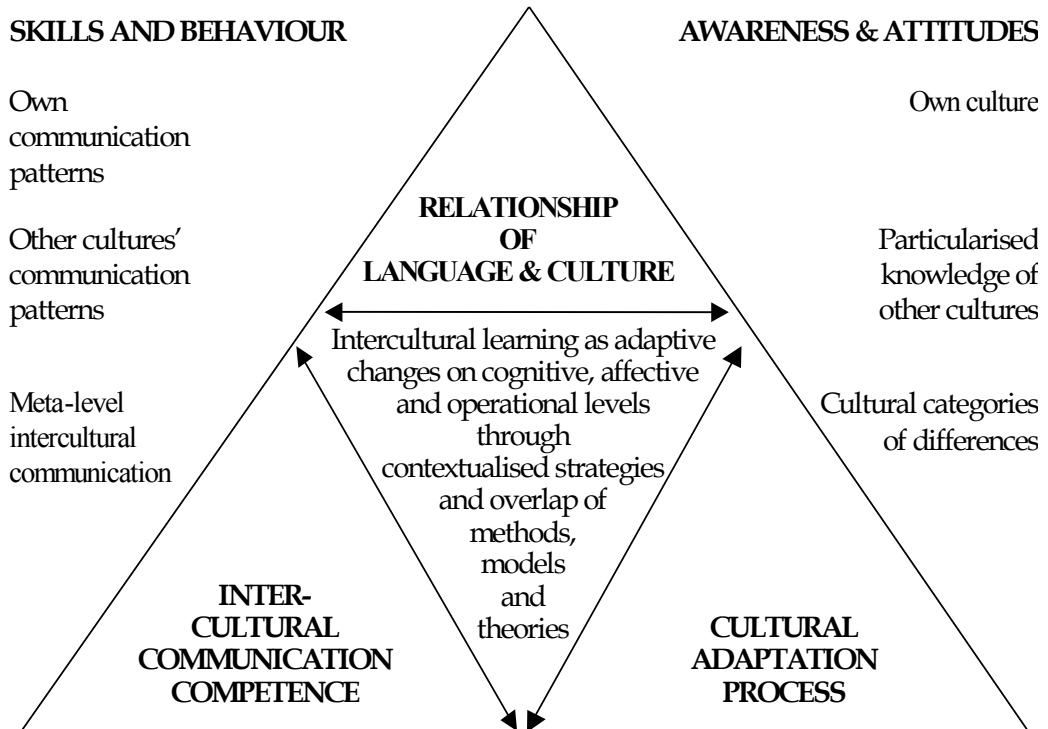 SKILLS AND BEHAVIOUR
Own
communication
patterns
Other cultures’
communication
patterns
Meta-level
intercultural
communication
AWARENESS & ATTITUDES
Own culture
Particularised
knowledge of
other cultures
Cultural categories
of differences
RELATIONSHIP
OF
LANGUAGE & CULTURE
Intercultural learning as adaptive
changes on cognitive, affective
and operational levels
through
contextualised strategies
and overlap of
methods,
models
and
theories
INTER-
CULTURAL
COMMUNICATION
COMPETENCE
CULTURAL
ADAPTATION
PROCESS